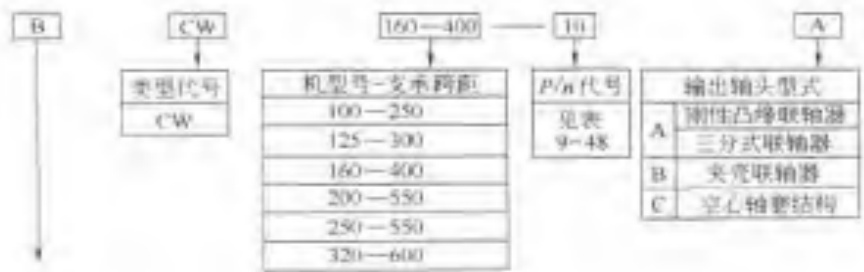 B CW 160—400 — 10 A
类型代号
CW
机型号-支承跨距
100—250
125—300
160—400
200—550
250—550
320—600
P/n代号
见表
9-48
输出轴头型式
A 刚性凸缘联轴器
三分式联轴器
B 夹壳联轴器
C 空心轴套结构